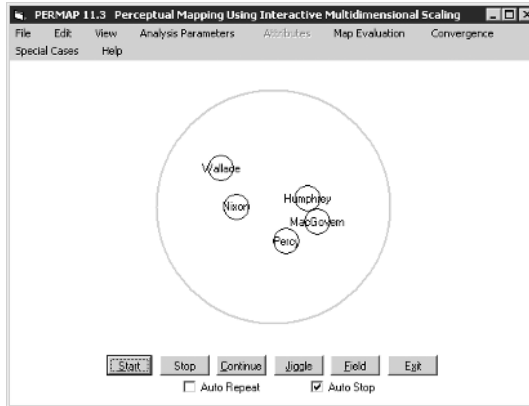 PERMAP 11.3 Perceptual Mapping Using Interactive Multidimensional Scaling
File Edit View Analysis Parameters Attributes Map Evaluation Convergence
Special Cases Help
Wallade
Nixon
Humphrey
MacGovern
Percy
Start Stop Continue Jiggle Field Exit
Auto Repeat Auto Stop